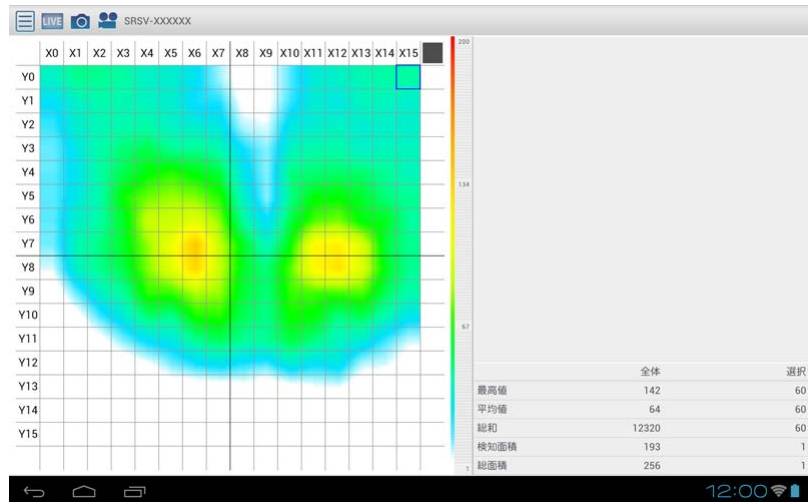 LIVE SRSV-XXXXXX
X0 X1 X2 X3 X4 X5 X6 X7 X8 X9 X10 X11 X12 X13 X14 X15
200
Y0
Y1
Y2
Y3
Y4
134
Y5
Y6
Y7
Y8
Y9
Y10
67
Y11
Y12
Y13
Y14
Y15
1
全体 選択
最高値 142 60
平均値 64 60
総和 12320 60
検知面積 193 1
総面積 256 1
12:00